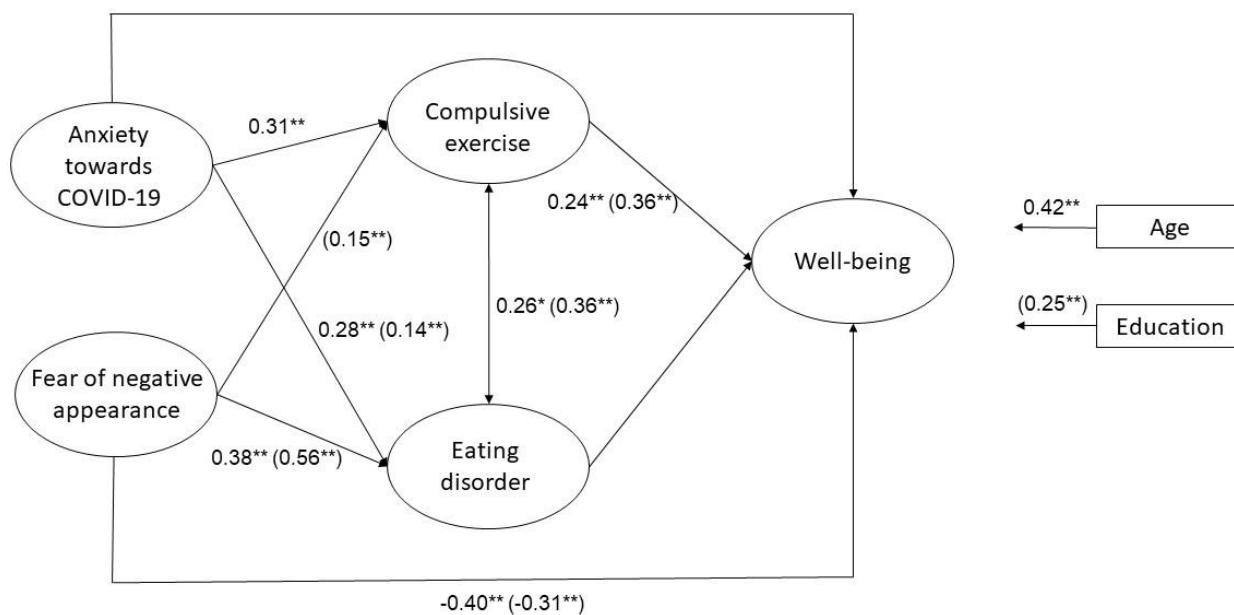 Anxiety
towards
COVID-19
0.31**
Compulsive
exercise
0.24** (0.36**)
(0.15**)
0.26* (0.36**)
0.28** (0.14**)
Fear of negative
appearance
0.38** (0.56**)
Eating
disorder
Well-being
0.42**
Age
(0.25**)
Education
-0.40** (-0.31**)